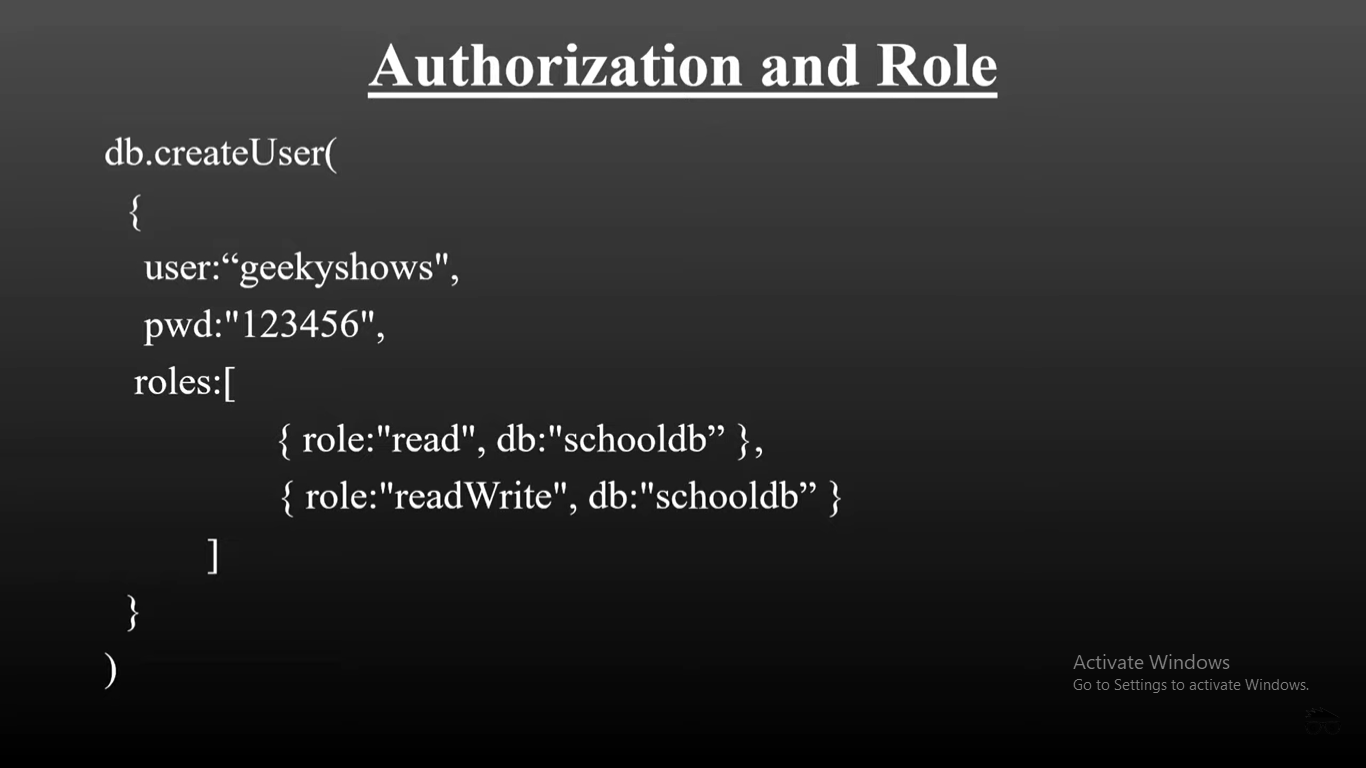 Authorization and Role
db.createUser(
{
user:“geekyshows",
pwd:"123456",
roles:[
{ role:"read", db:"schooldb” },
{ role:"readWrite", db:"schooldb” }
]
}
)
Activate Windows
Go to Settings to activate Windows.